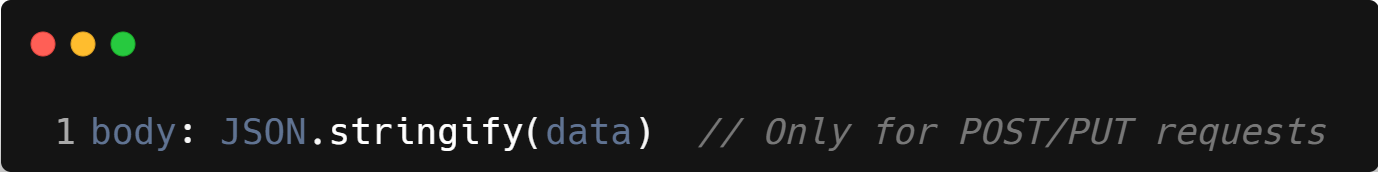 1 body: JSON.stringify(data)  // Only for POST/PUT requests